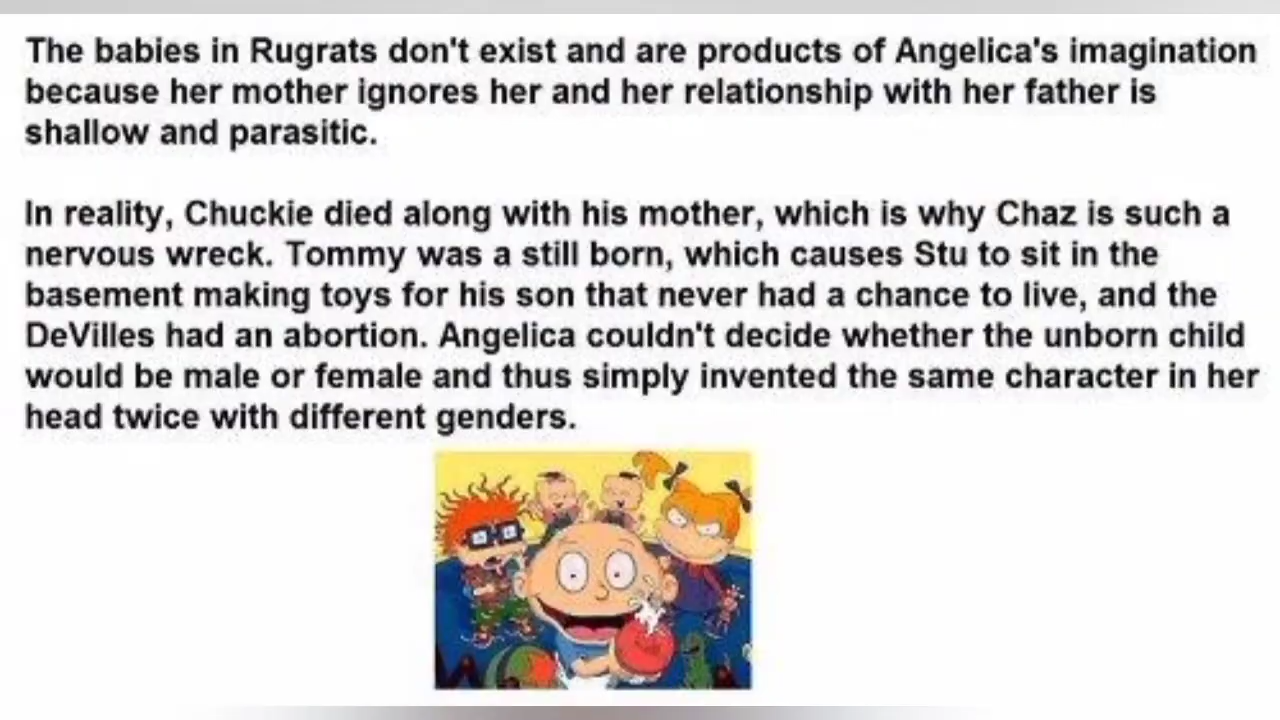 The babies in Rugrats don't exist and are products of Angelica's imagination
because her mother ignores her and her relationship with her father is
shallow and parasitic.
In reality, Chuckie died along with his mother, which is why Chaz is such a
nervous wreck. Tommy was a still born, which causes Stu to sit in the
basement making toys for his son that never had a chance to live, and the
DeVilles had an abortion. Angelica couldn't decide whether the unborn child
would be male or female and thus simply invented the same character in her
head twice with different genders.